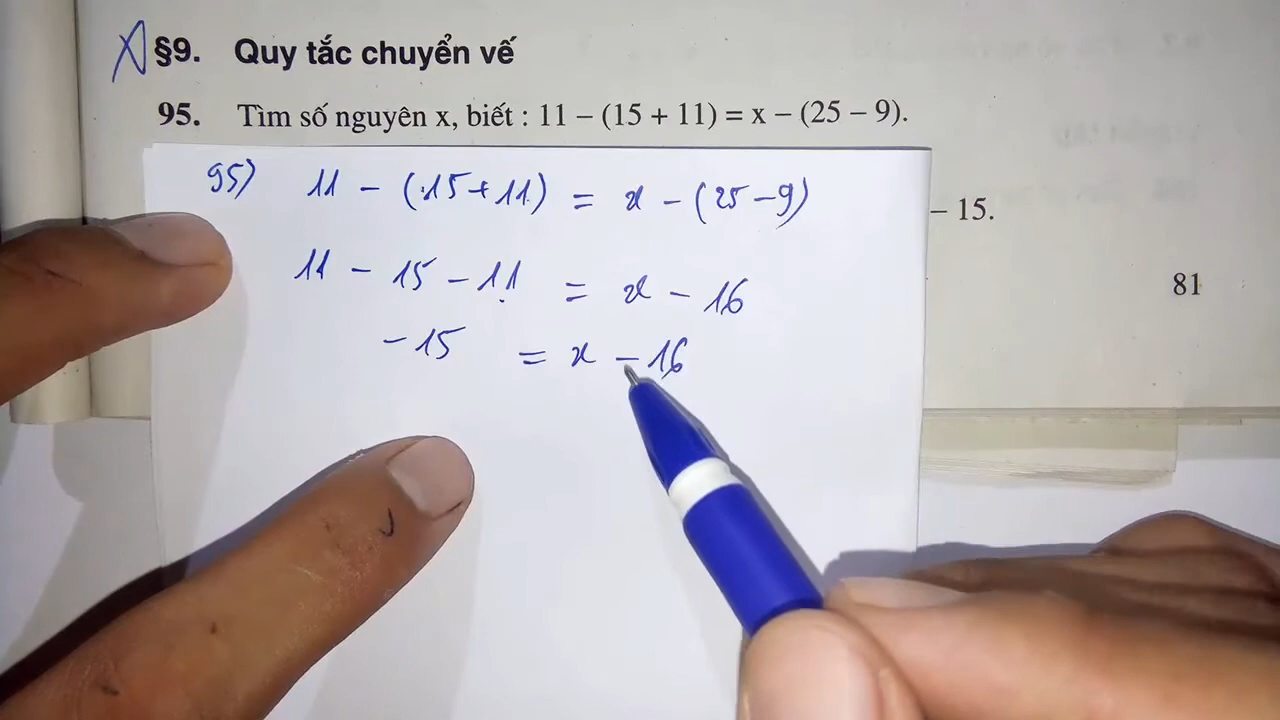 §9. Quy tắc chuyển vế
95. Tìm số nguyên x, biết : 11 – (15 + 11) = x – (25 – 9).
95) 11 - (15+11) = x - (25-9)
– 15.
11 - 15 - 11 = x - 16
81
-15 = x - 16